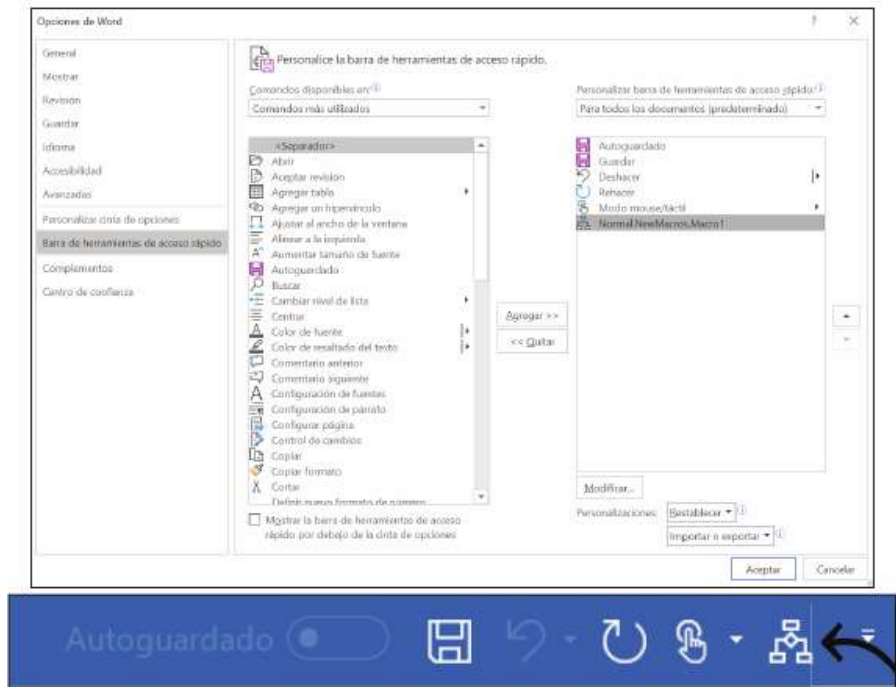 Opciones de Word
?
General
Mostrar
Revisión
Guardar
Idioma
Accesibilidad
Avanzadas
Personalizar cinta de opciones
Barra de herramientas de acceso rápido
Complementos
Centro de confianza
Personalice la barra de herramientas de acceso rápido.
Comandos disponibles en:
Comandos más utilizados
<Separador>
Abrir
Aceptar revisión
Agregar tabla
Agregar un hipervínculo
Ajustar al ancho de la ventana
Alinear a la izquierda
Aumentar tamaño de fuente
Autoguardado
Buscar
Cambiar nivel de lista
Centrar
Color de fuente
Color de resaltado del texto
Comentario anterior
Comentario siguiente
Configuración de fuentes
Configuración de párrafo
Configurar página
Control de cambios
Copiar
Copiar formato
Cortar
Definir nuevo formato de número
Mostrar la barra de herramientas de acceso
rápido por debajo de la cinta de opciones
Agregar >>
<< Quitar
Personalizar barra de herramientas de acceso rápido:
Para todos los documentos (predeterminado)
Autoguardado
Guardar
Deshacer
Rehacer
Modo mouse/táctil
Normal.NewMacros.Macro1
Modificar...
Personalizaciones:
Restablecer
Importar o exportar
Aceptar
Cancelar
Autoguardado